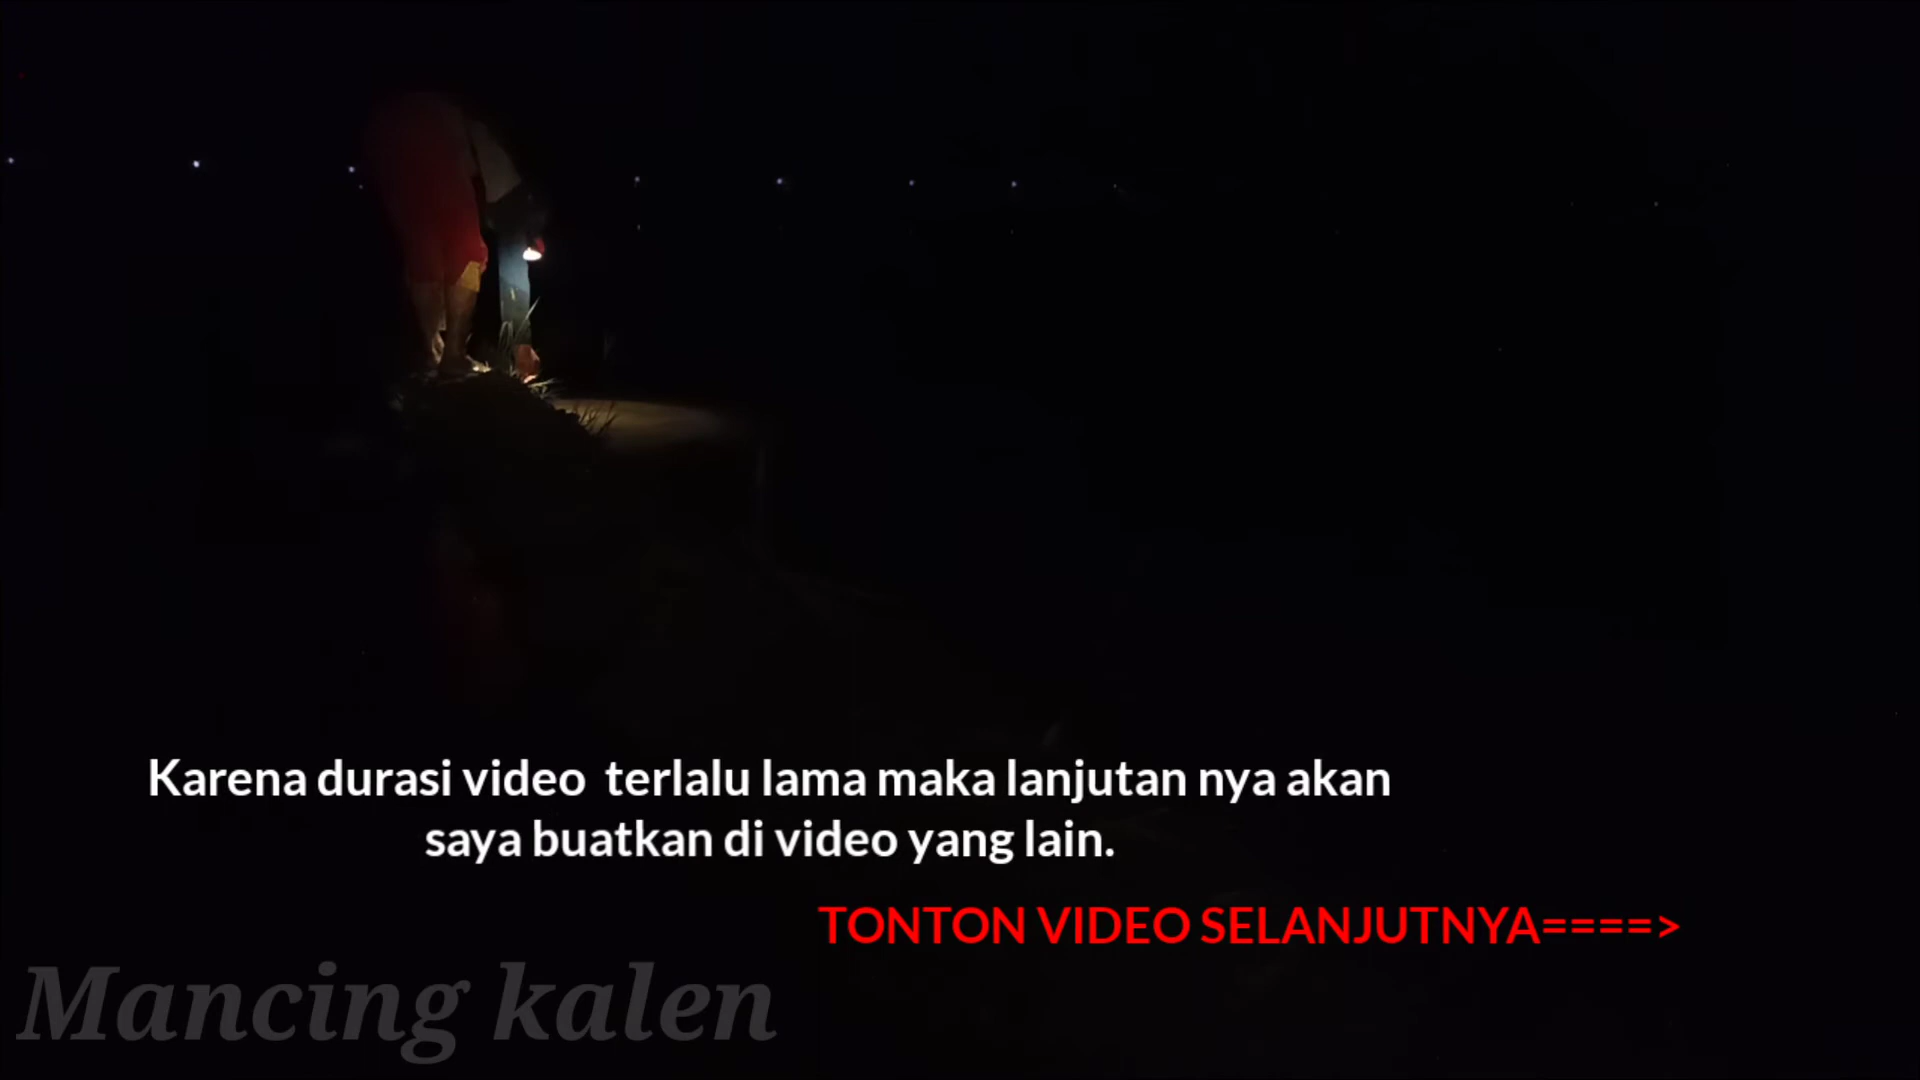 Karena durasi video  terlalu lama maka lanjutan nya akan
saya buatkan di video yang lain.
TONTON VIDEO SELANJUTNYA====>
Mancing kalen